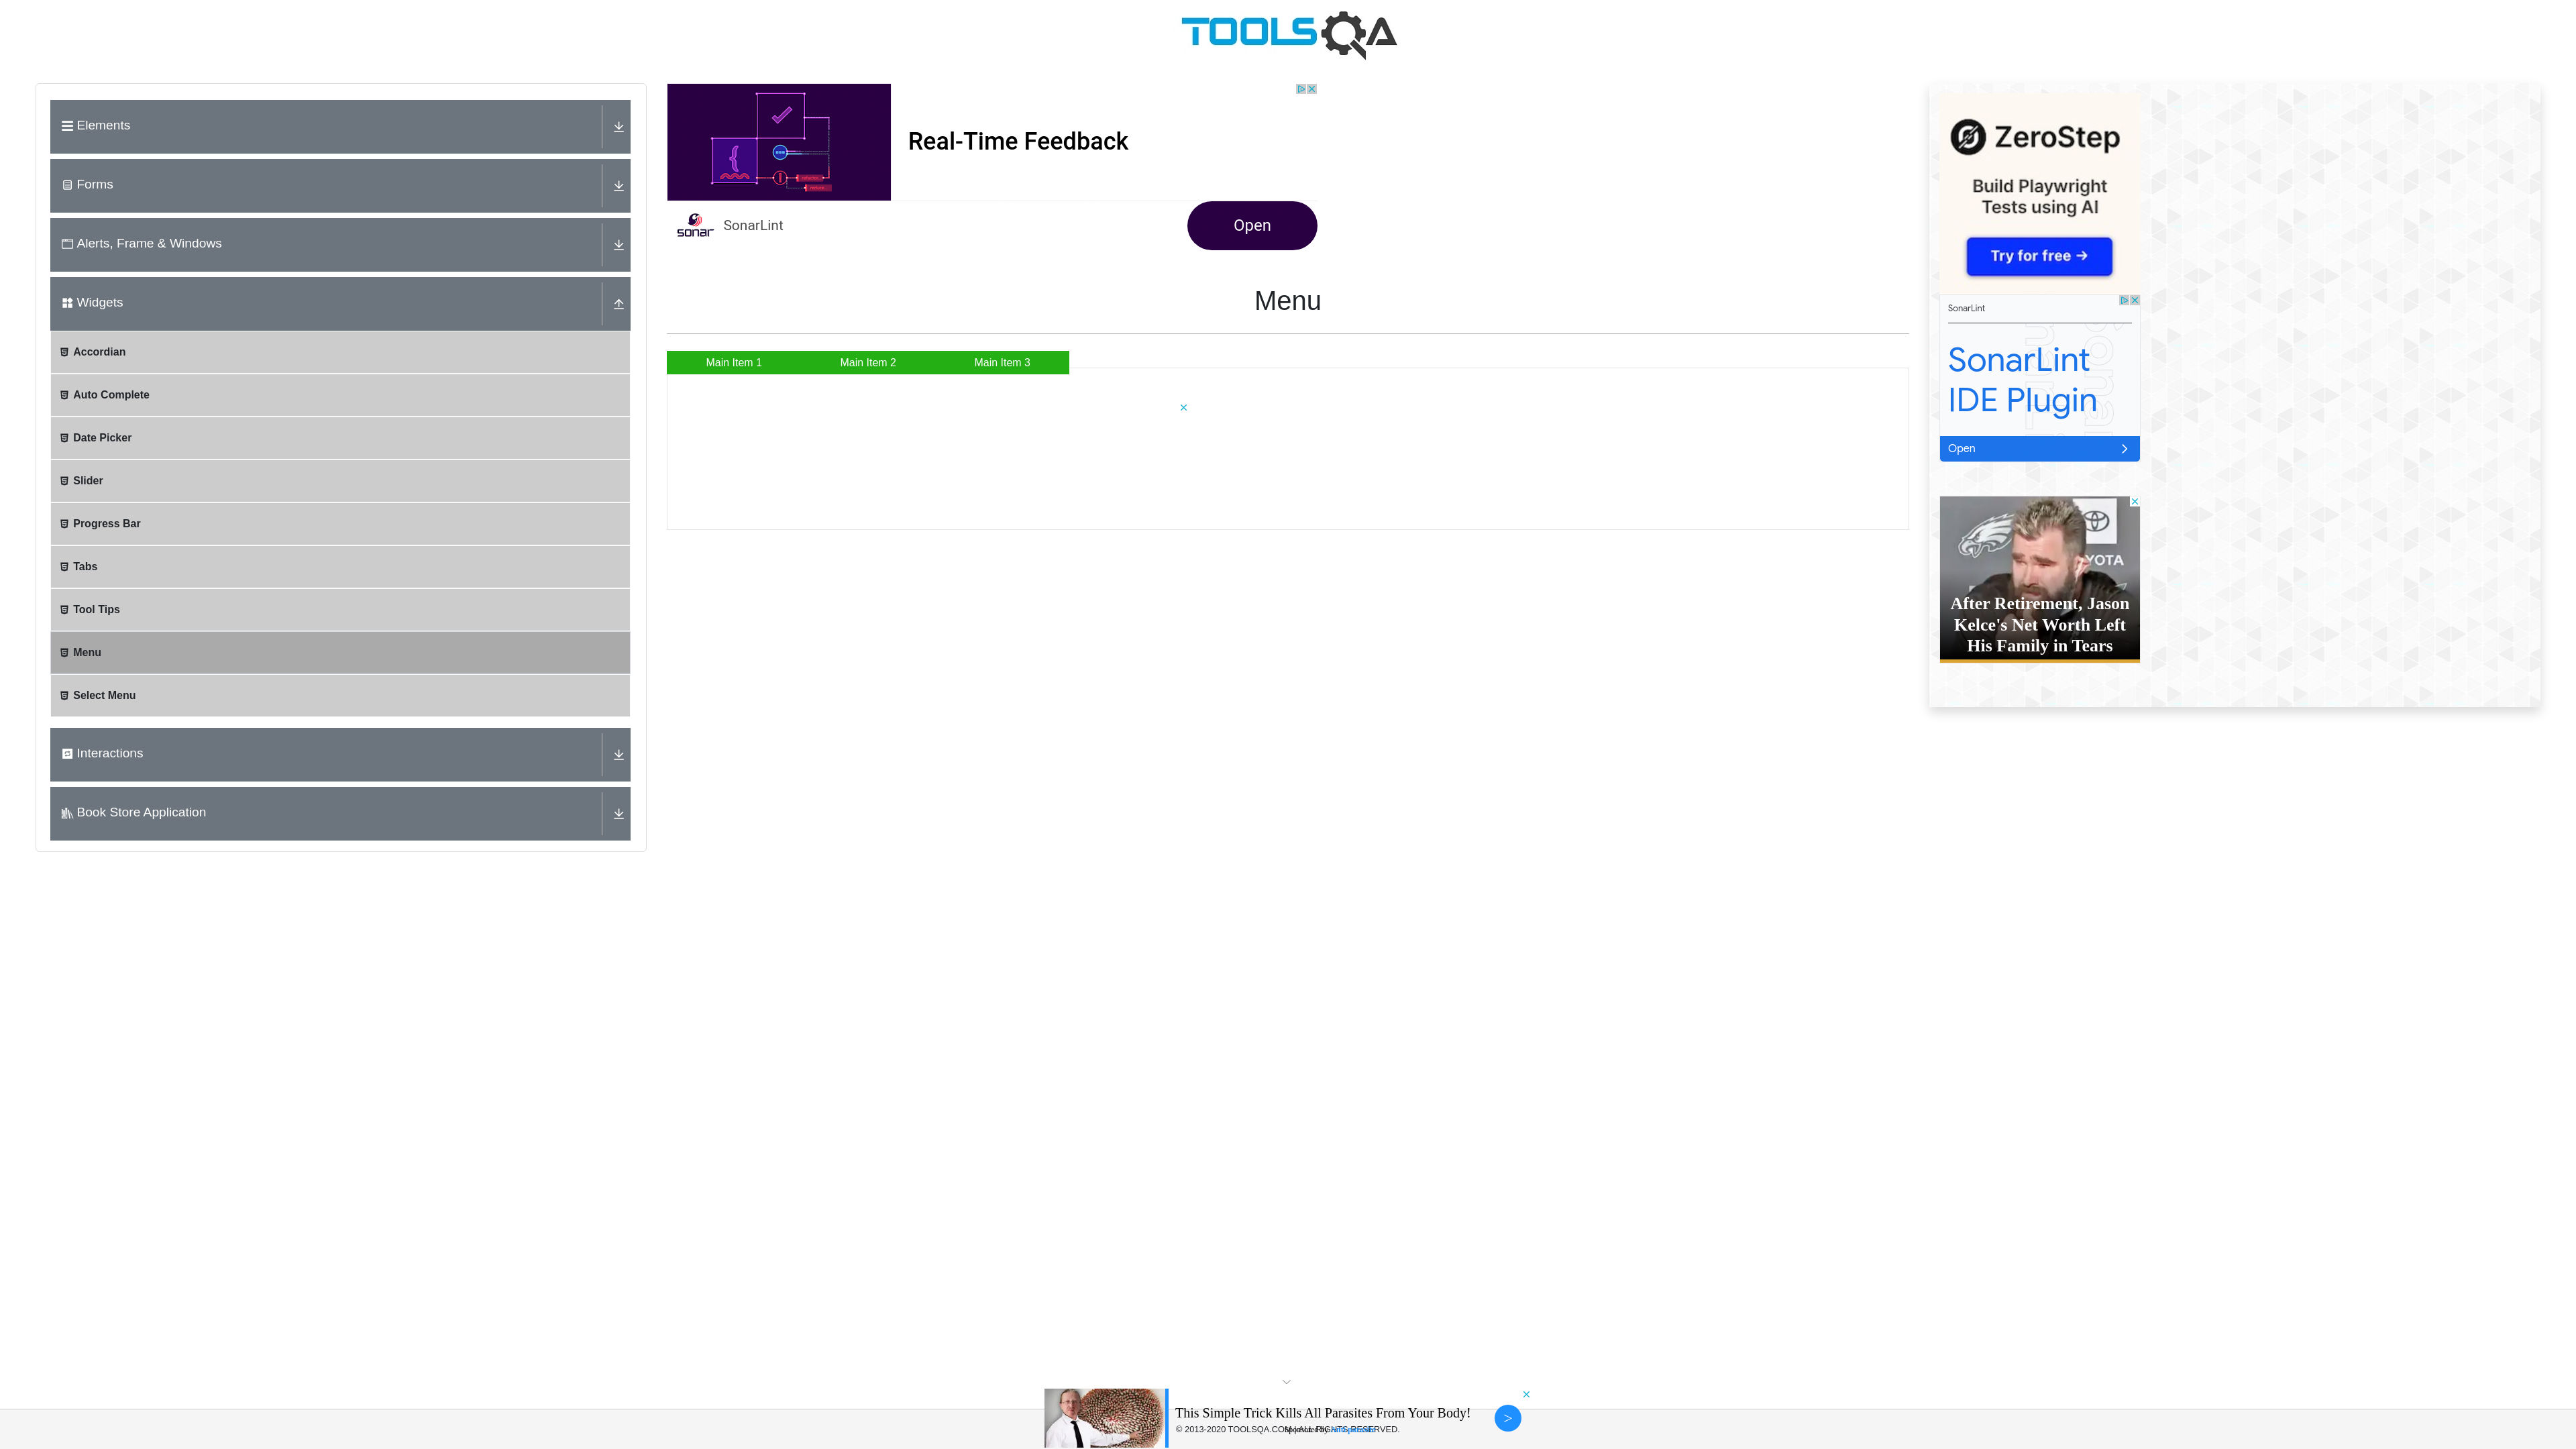 TOOLSQA
Elements
Forms
Alerts, Frame & Windows
Widgets
Accordian
Auto Complete
Date Picker
Slider
Progress Bar
Tabs
Tool Tips
Menu
Select Menu
Interactions
Book Store Application
Real-Time Feedback
sonar
SonarLint
Open
Menu
Main Item 1
Main Item 2
Main Item 3
ZeroStep
Build Playwright
Tests using AI
Try for free →
SonarLint
SonarLint
IDE Plugin
Open
TOYOTA
After Retirement, Jason
Kelce's Net Worth Left
His Family in Tears
This Simple Trick Kills All Parasites From Your Body!
© 2013-2020 TOOLSQA.COM | ALL RIGHTS RESERVED.